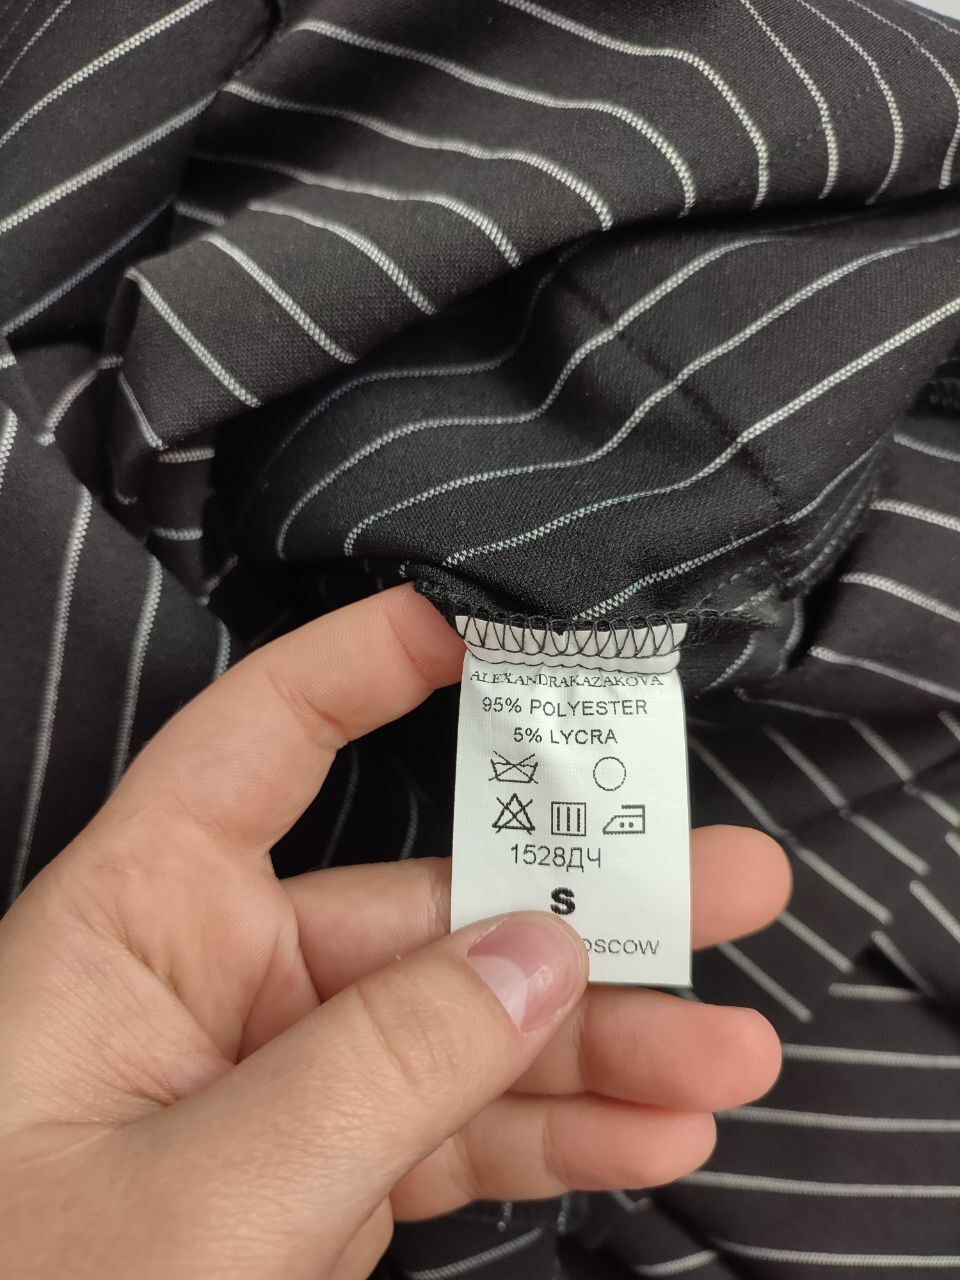 ALEXANDRAKAZAKOVA
95% POLYESTER
5% LYCRA
1528ДЧ
S